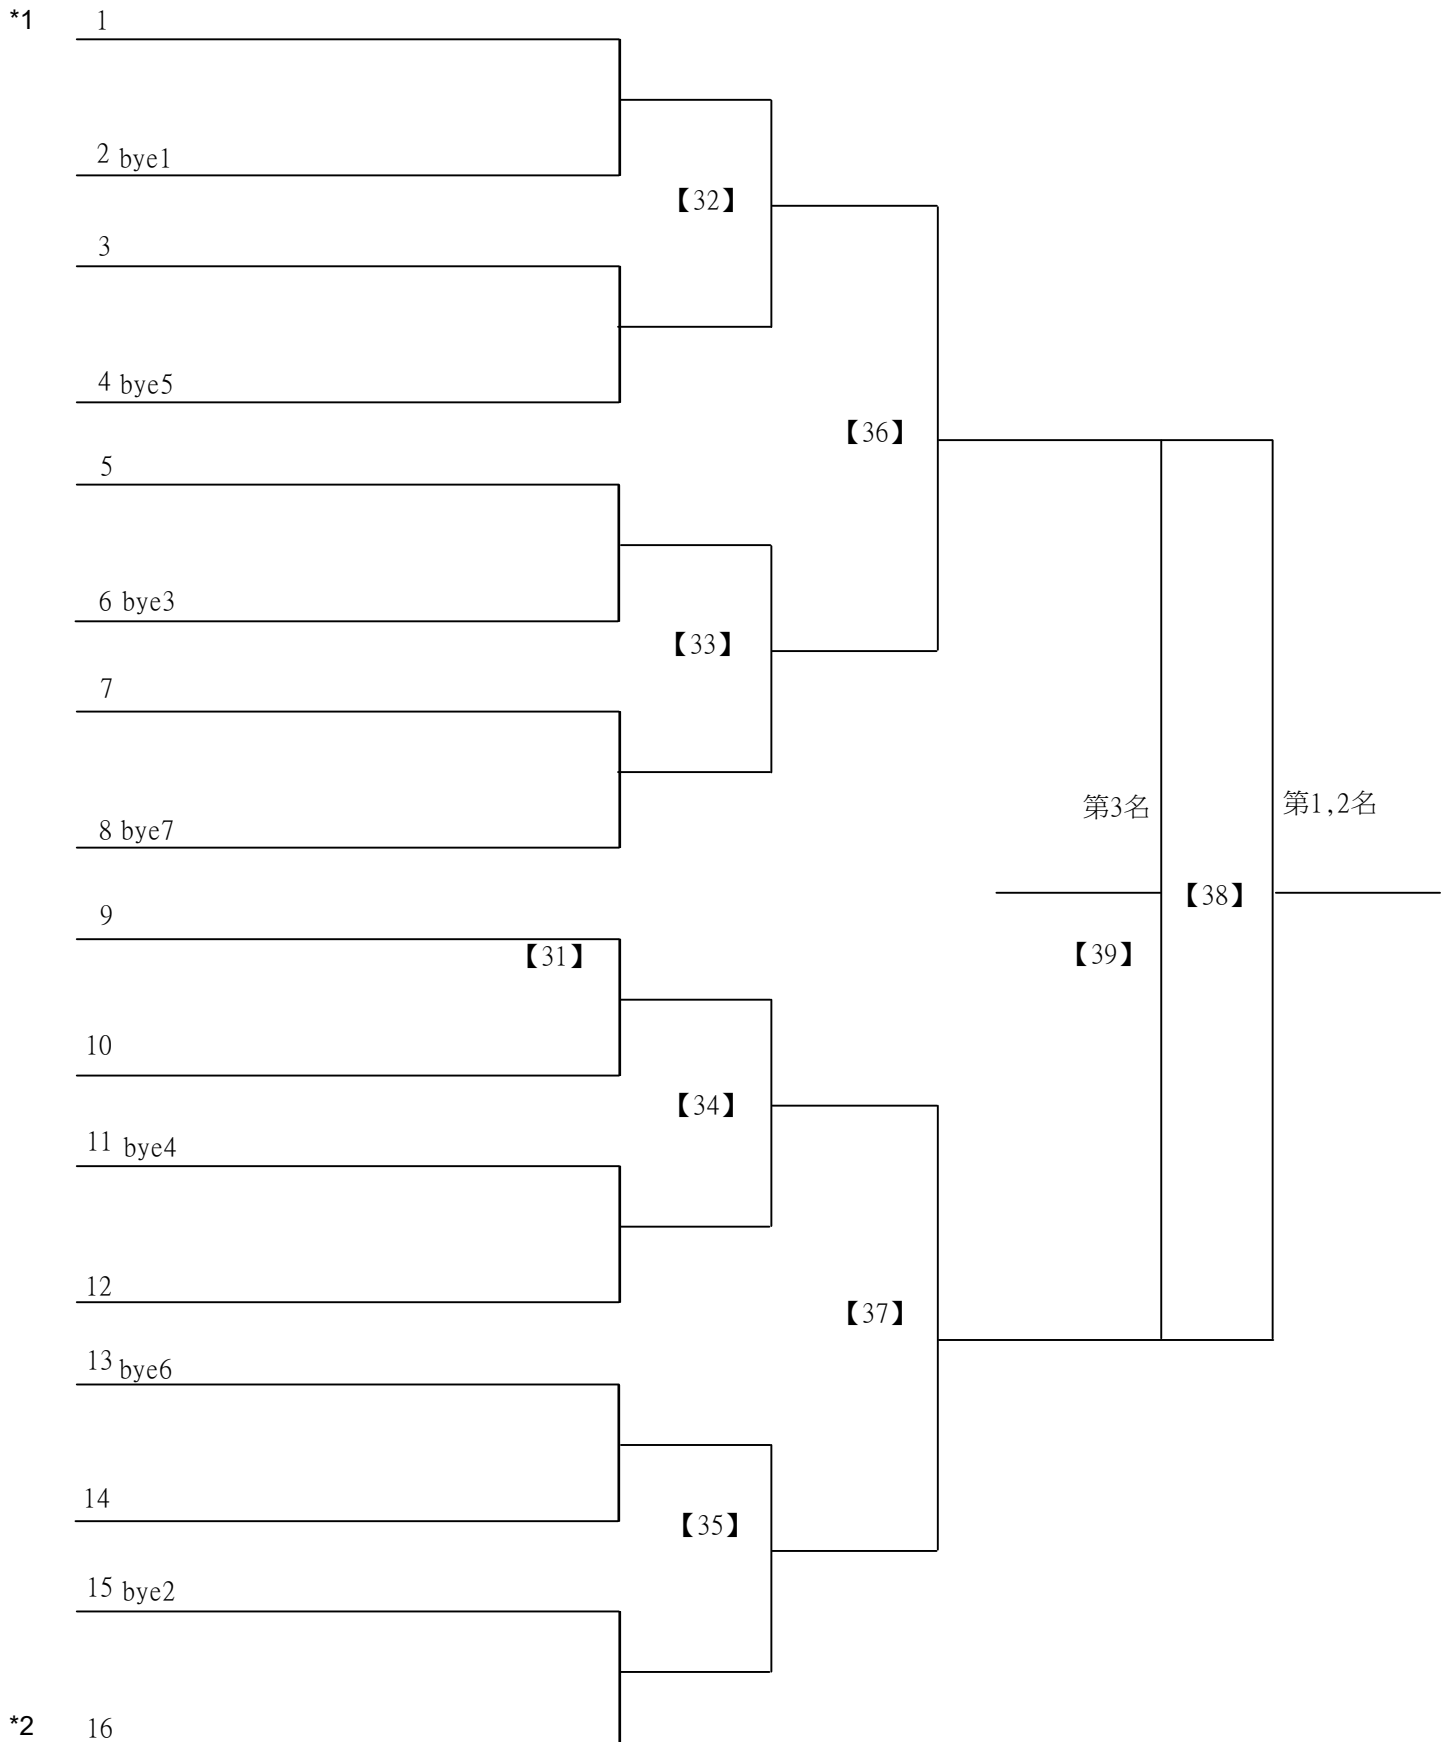 *1 1
2 bye1
【32】
3
4 bye5
【36】
5
6 bye3
【33】
7
第3名
第1,2名
8 bye7
【38】
9
【31】
【39】
10
【34】
11 bye4
12
【37】
13 bye6
14
【35】
15 bye2
*2 16